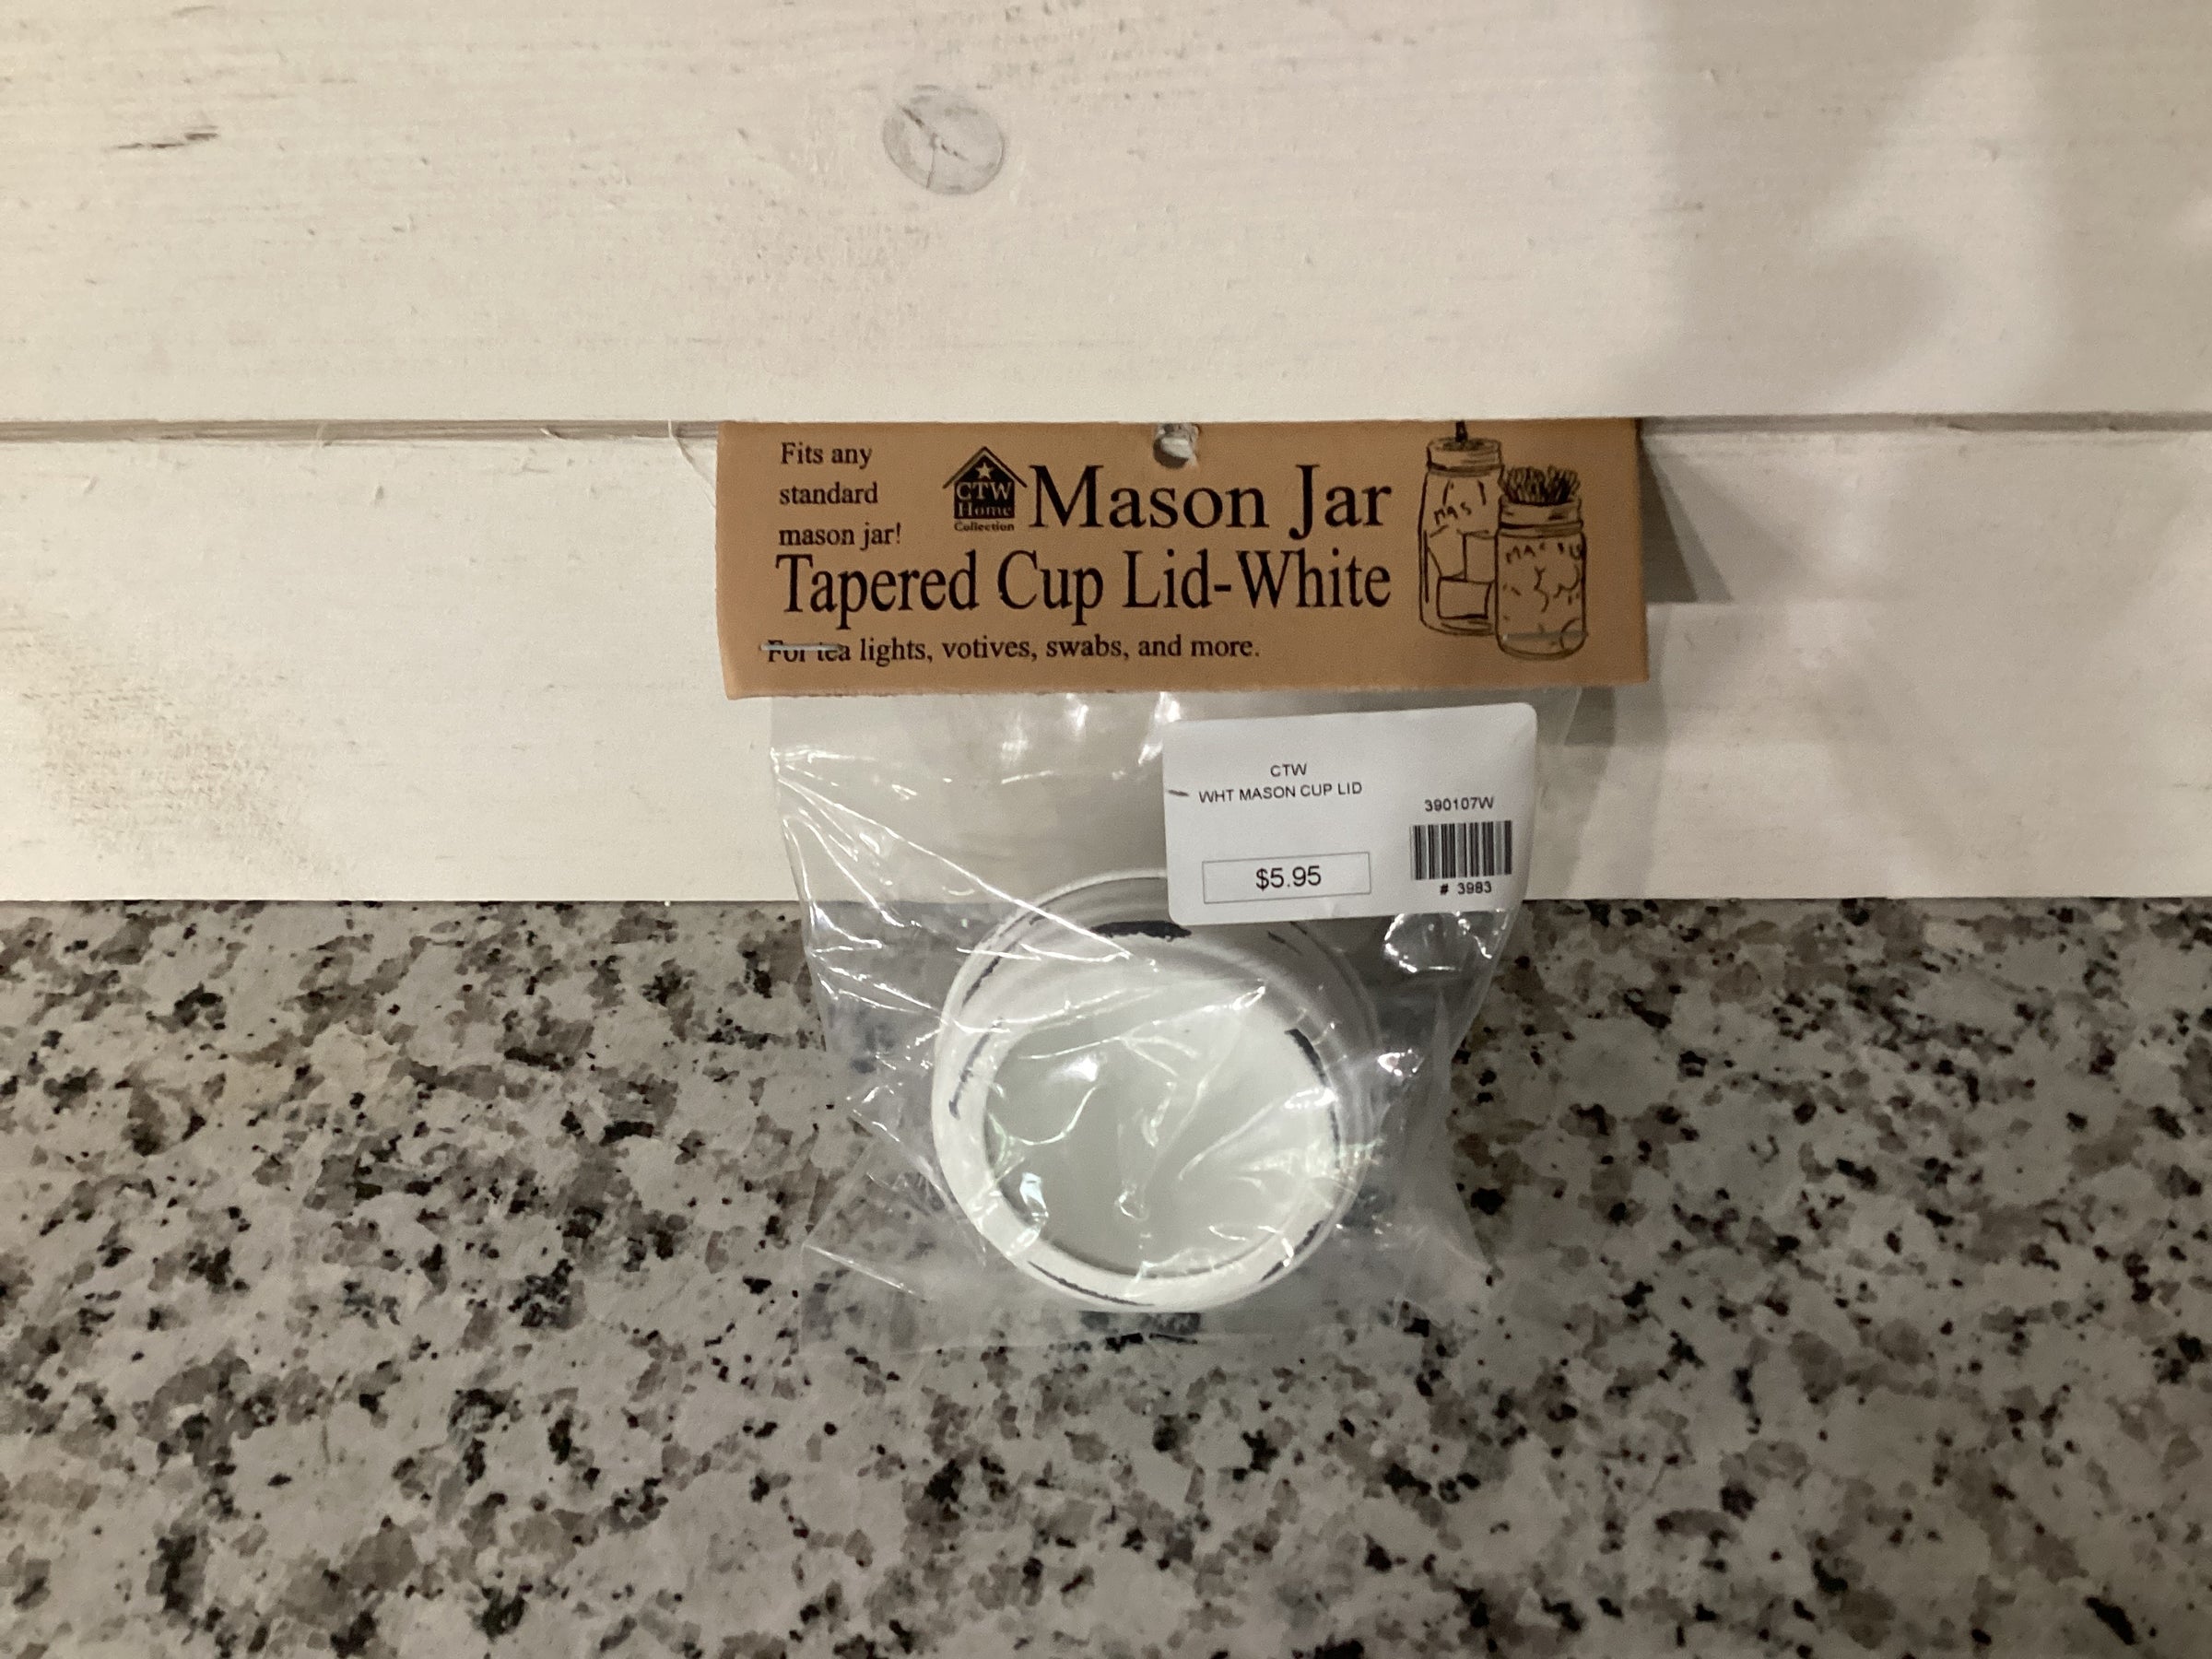 Fits any
standard
mason jar!
CTW
Home
Collection
Mason Jar
Tapered Cup Lid-White
For tea lights, votives, swabs, and more.
CTW
WHT MASON CUP LID
390107W
$5.95
# 3983